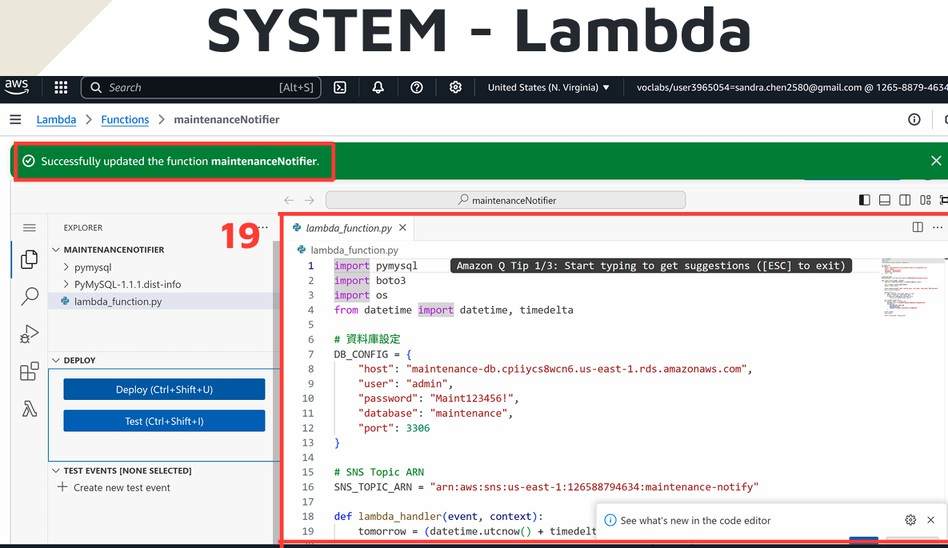 SYSTEM - Lambda
aws
Search
[Alt+S]
United States (N. Virginia)
voclabs/user3965054=sandra.chen2580@gmail.com @ 1265-8879-4634
Lambda > Functions > maintenanceNotifier
Successfully updated the function maintenanceNotifier.
maintenanceNotifier
EXPLORER
19
MAINTENANCENOTIFIER
pymysql
PyMySQL-1.1.1.dist-info
lambda_function.py
DEPLOY
Deploy (Ctrl+Shift+U)
Test (Ctrl+Shift+I)
TEST EVENTS [NONE SELECTED]
Create new test event
lambda_function.py
lambda_function.py
1 import pymysql
Amazon Q Tip 1/3: Start typing to get suggestions ([ESC] to exit)
2 import boto3
3 import os
4 from datetime import datetime, timedelta
5
6 # 資料庫設定
7 DB_CONFIG = {
8 "host": "maintenance-db.cpiiycs8wcn6.us-east-1.rds.amazonaws.com",
9 "user": "admin",
10 "password": "Maint123456!",
11 "database": "maintenance",
12 "port": 3306
13 }
14
15 # SNS Topic ARN
16 SNS_TOPIC_ARN = "arn:aws:sns:us-east-1:126588794634:maintenance-notify"
17
18 def lambda_handler(event, context):
19 tomorrow = (datetime.utcnow() + timedelt
See what's new in the code editor